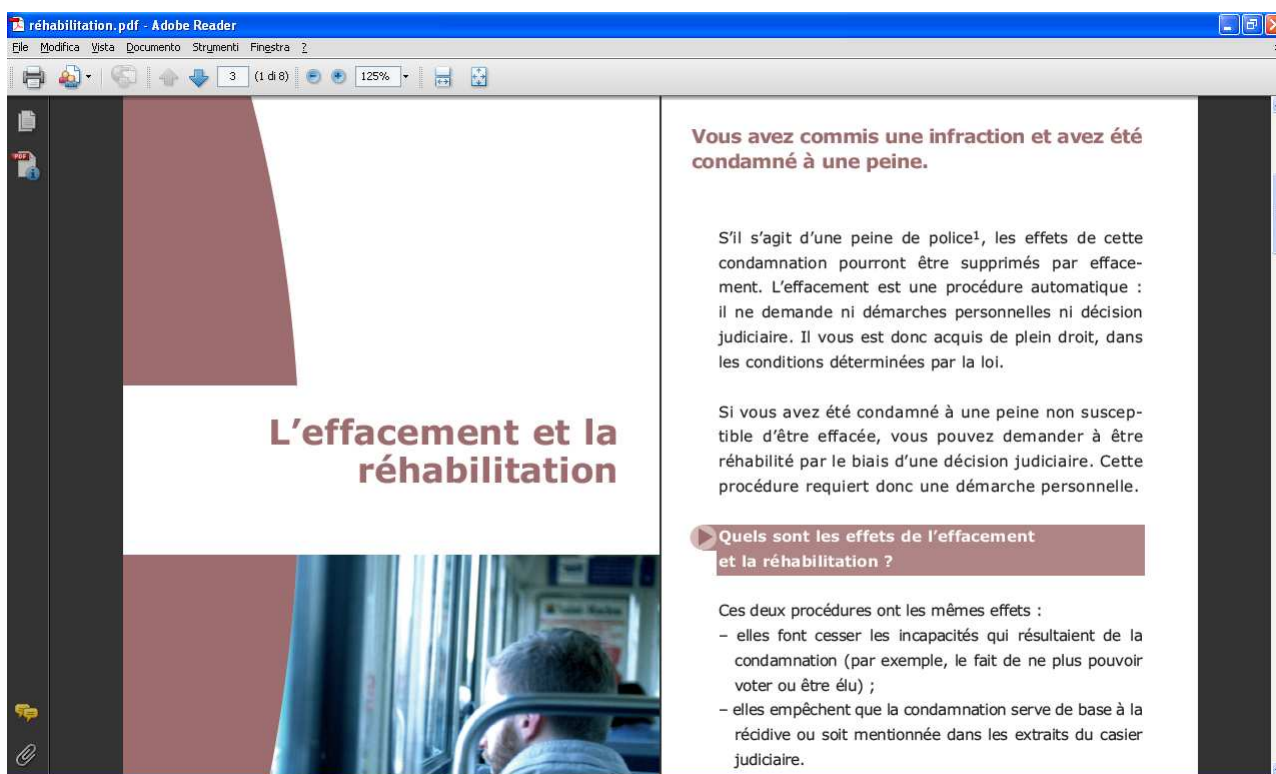 réhabilitation.pdf - Adobe Reader
File Modifica Vista Documento Strumenti Finestra ?
3 (1 di 8) 125%
L'effacement et la
réhabilitation
Vous avez commis une infraction et avez été
condamné à une peine.
S'il s'agit d'une peine de police¹, les effets de cette
condamnation pourront être supprimés par efface-
ment. L'effacement est une procédure automatique :
il ne demande ni démarches personnelles ni décision
judiciaire. Il vous est donc acquis de plein droit, dans
les conditions déterminées par la loi.
Si vous avez été condamné à une peine non suscep-
tible d'être effacée, vous pouvez demander à être
réhabilité par le biais d'une décision judiciaire. Cette
procédure requiert donc une démarche personnelle.
Quels sont les effets de l'effacement
et la réhabilitation ?
Ces deux procédures ont les mêmes effets :
– elles font cesser les incapacités qui résultaient de la
condamnation (par exemple, le fait de ne plus pouvoir
voter ou être élu) ;
– elles empêchent que la condamnation serve de base à la
récidive ou soit mentionnée dans les extraits du casier
judiciaire.